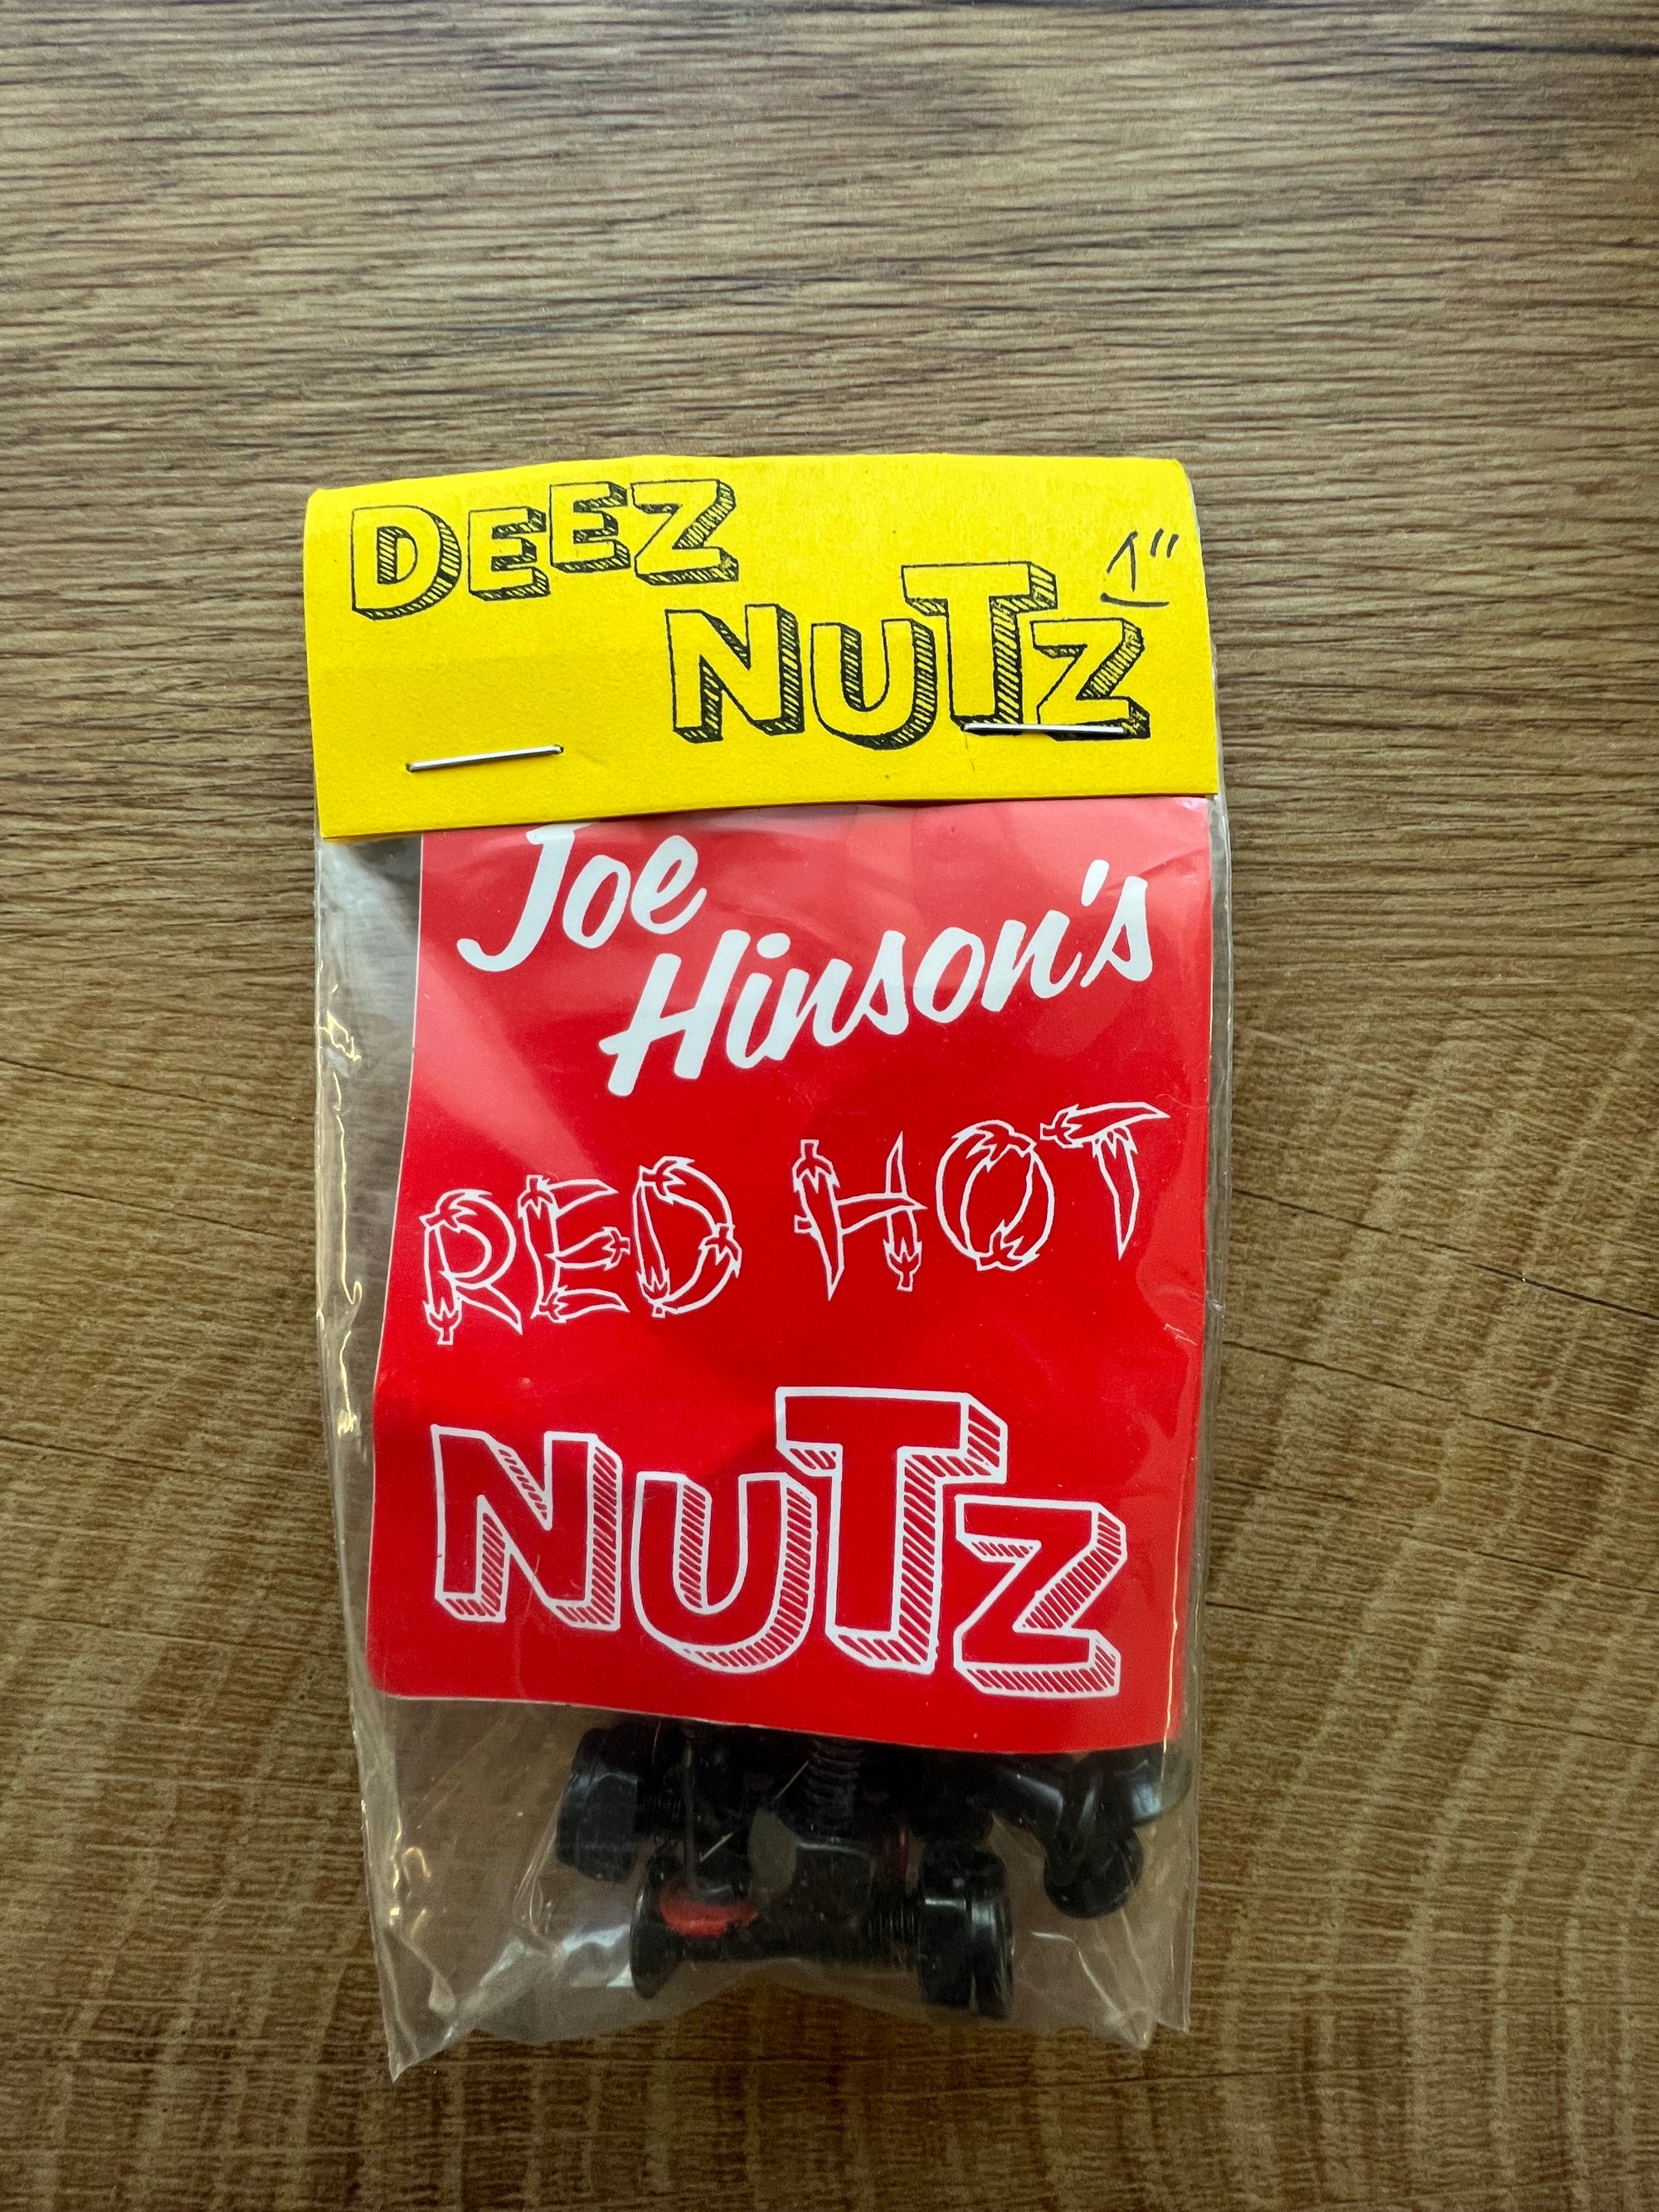 DEEZ
NUTZ
1"
Joe
Hinson's
RED HOT
NUTZ